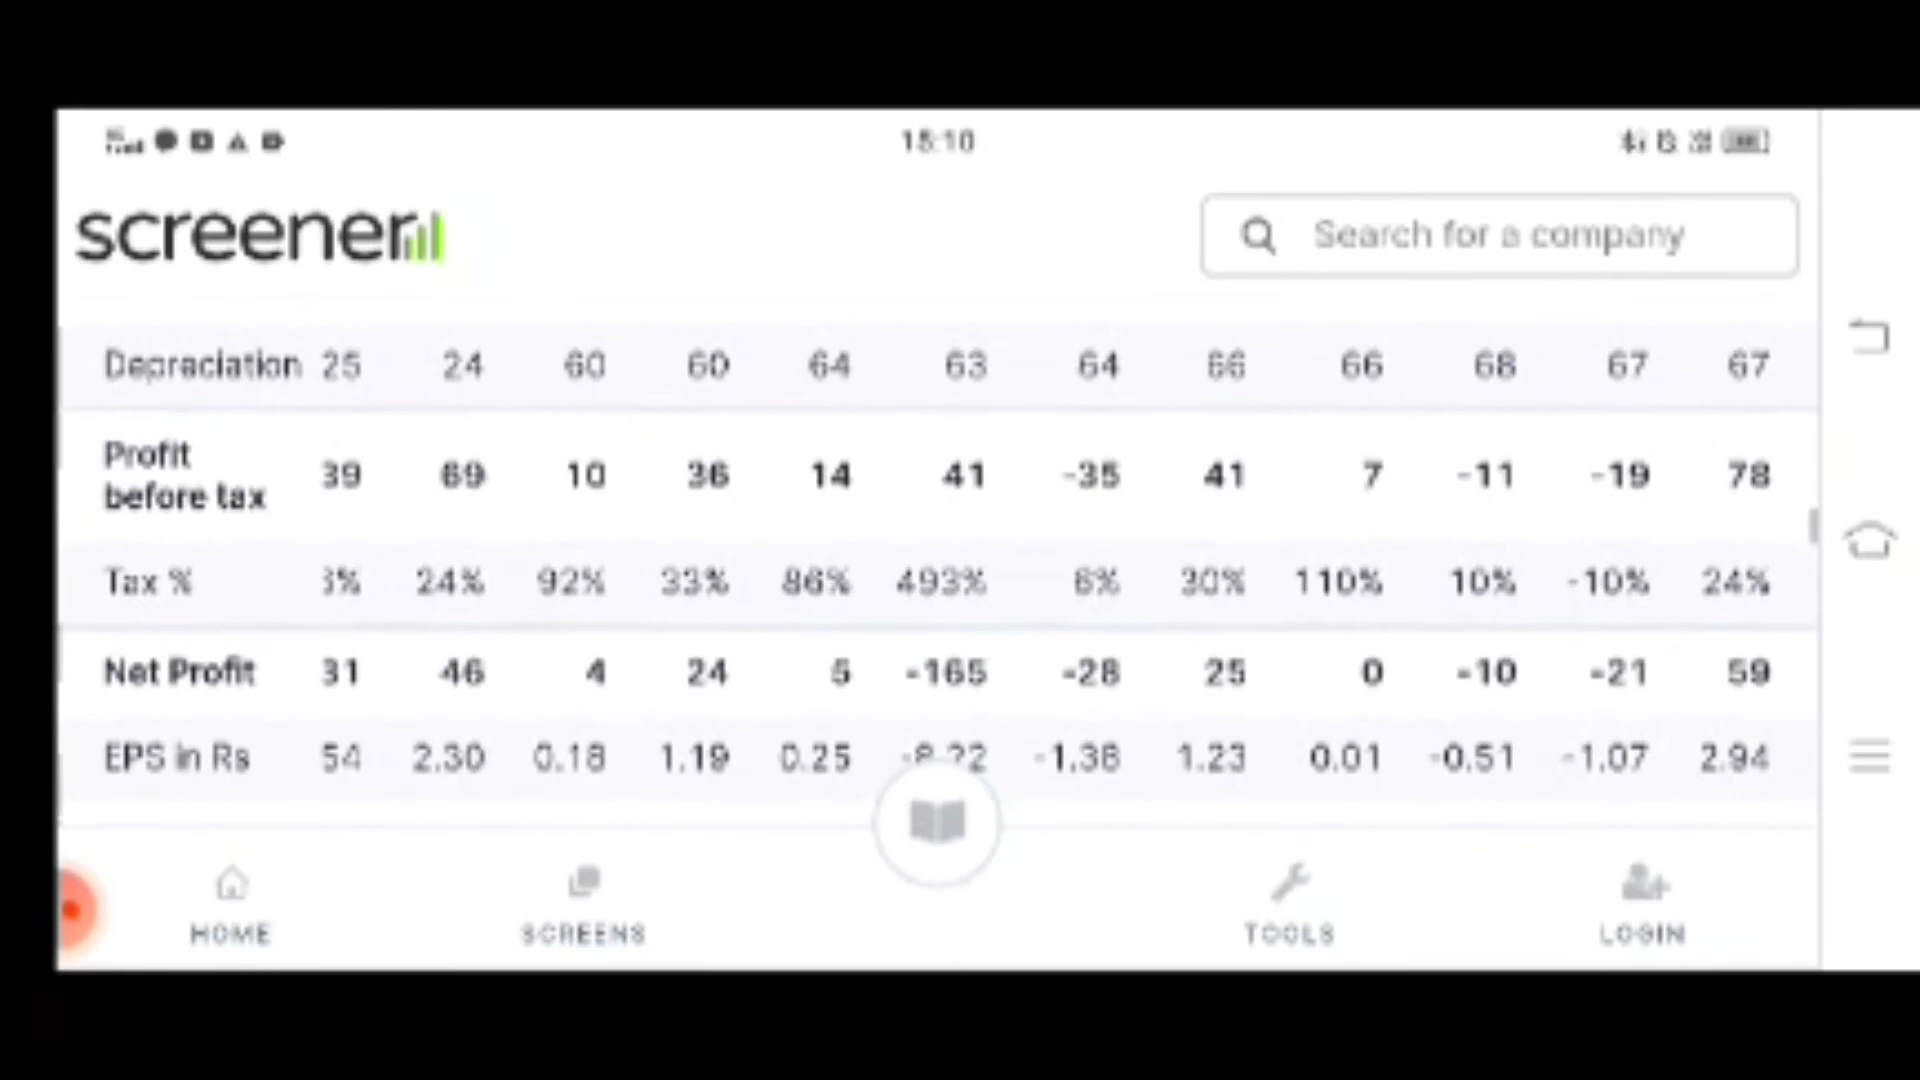 15:10
screener
Search for a company
Depreciation 25 24 60 60 64 63 64 66 66 68 67 67
Profit
before tax 39 69 10 36 14 41 -35 41 7 -11 -19 78
Tax % 24% 92% 33% 86% 493% 6% 30% 110% 10% -10% 24%
Net Profit 31 46 4 24 5 -165 -28 25 0 -10 -21 59
EPS in Rs 54 2.30 0.18 1.19 0.25 -1.36 1.23 0.01 -0.51 -1.07 2.94
HOME SCREENS TOOLS LOGIN